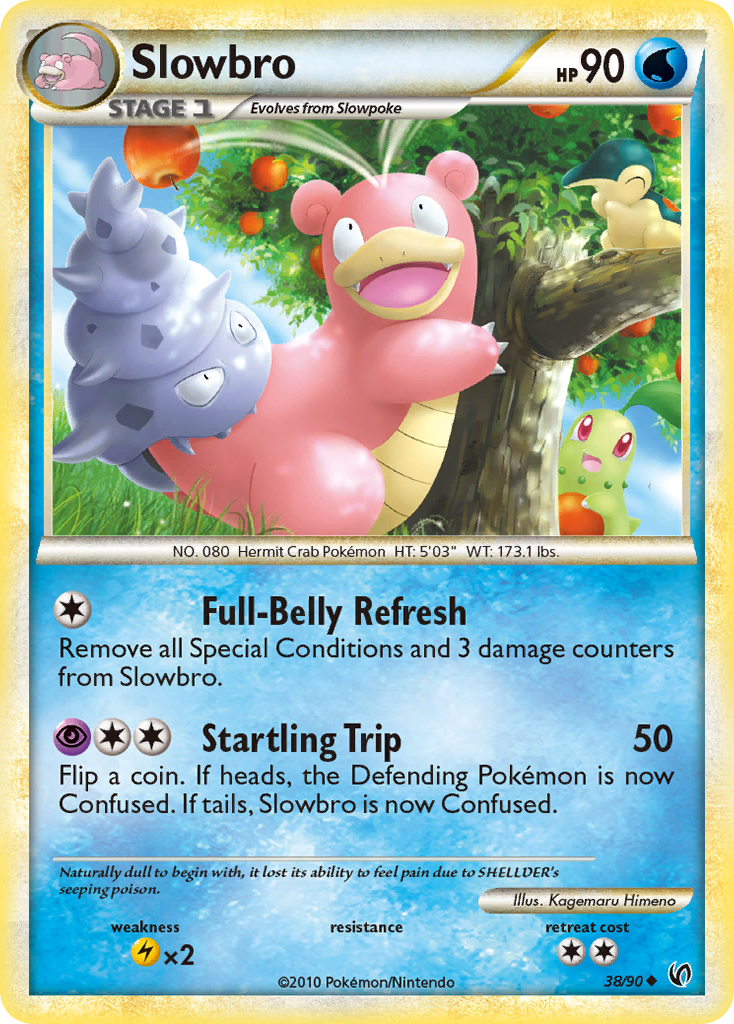 Slowbro
HP 90
STAGE 1
Evolves from Slowpoke
NO. 080 Hermit Crab Pokémon HT: 5'03" WT: 173.1 lbs.
Full-Belly Refresh
Remove all Special Conditions and 3 damage counters
from Slowbro.
Startling Trip 50
Flip a coin. If heads, the Defending Pokémon is now
Confused. If tails, Slowbro is now Confused.
Naturally dull to begin with, it lost its ability to feel pain due to SHELLDER's
seeping poison.
Illus. Kagemaru Himeno
weakness resistance retreat cost
×2
©2010 Pokémon/Nintendo 38/90